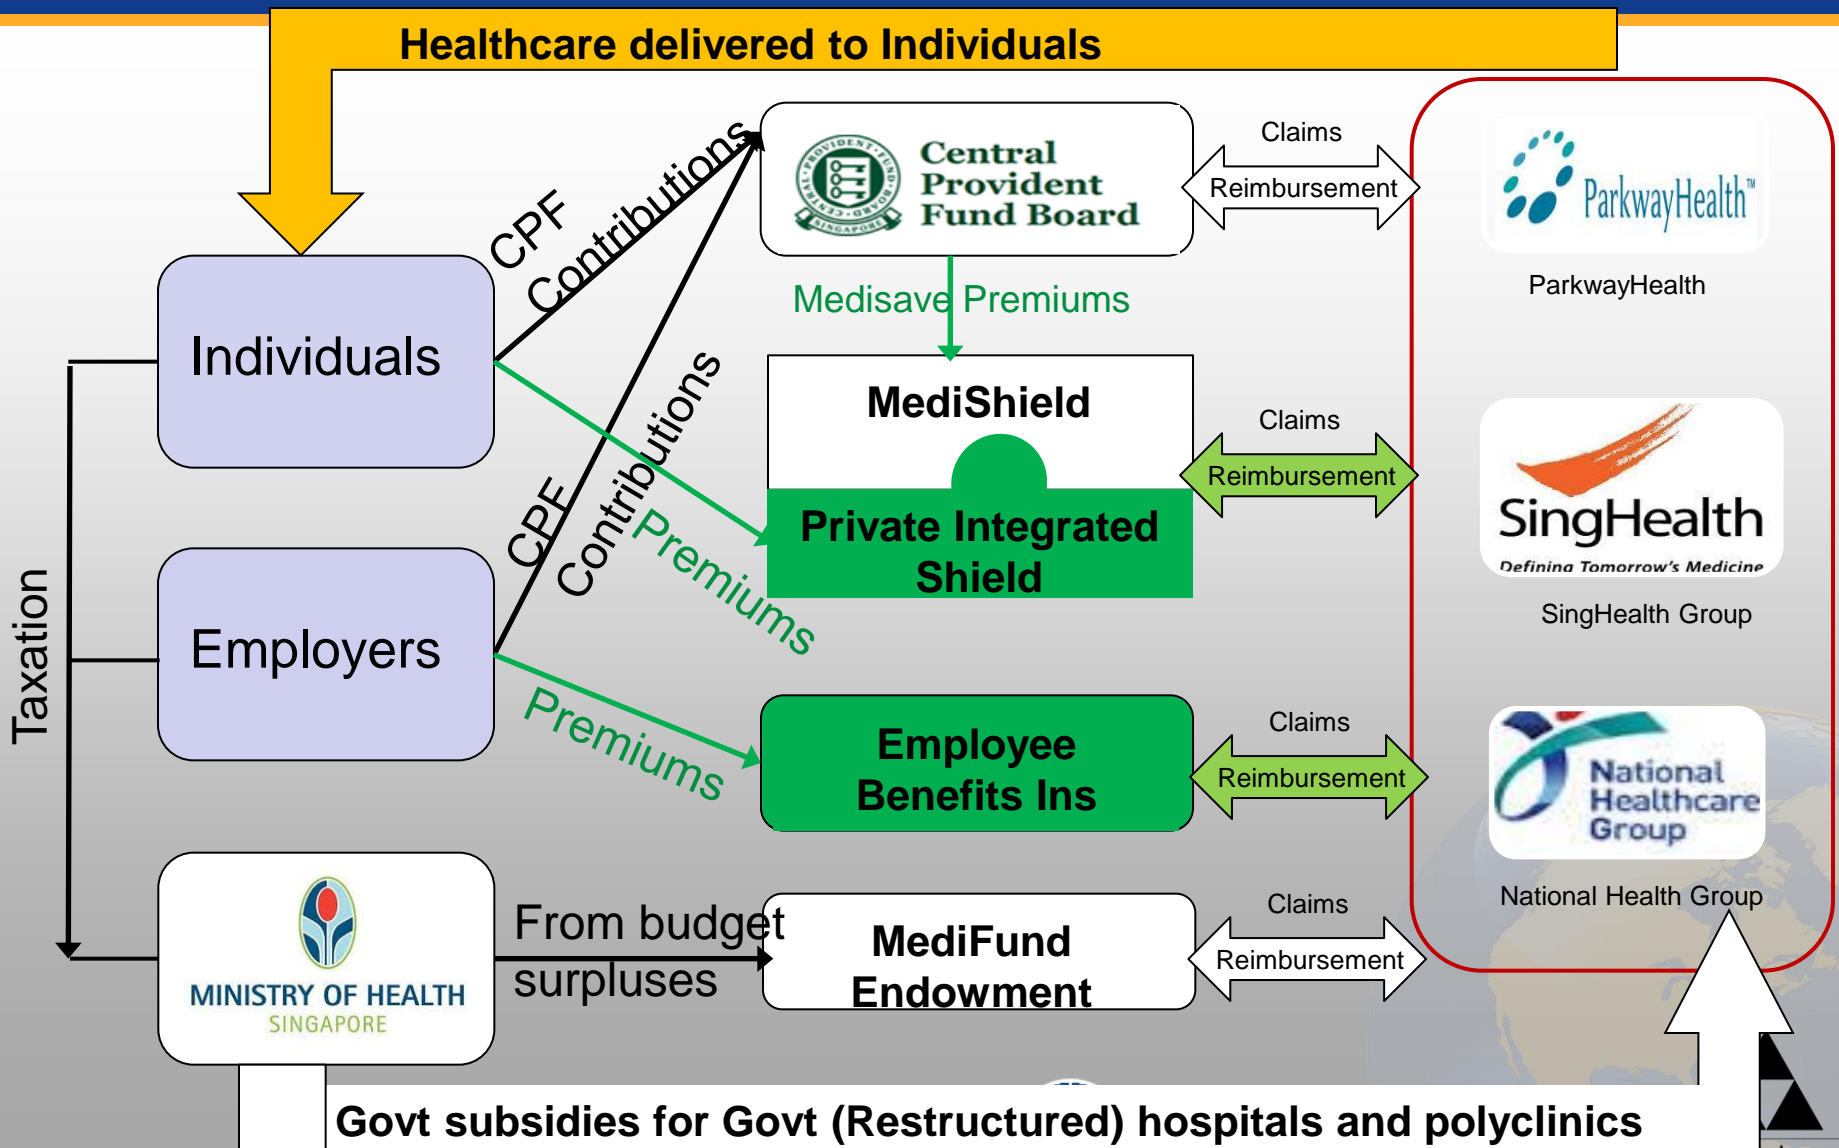 Healthcare delivered to Individuals
CPF
Contributions
Central
Provident
Fund Board
Claims
Reimbursement
ParkwayHealth™
ParkwayHealth
Medisave Premiums
Individuals
CPF
Contributions
MediShield
Private Integrated
Shield
Claims
Reimbursement
SingHealth
Defining Tomorrow's Medicine
SingHealth Group
Premiums
Taxation
Employers
Premiums
Employee
Benefits Ins
Claims
Reimbursement
National
Healthcare
Group
National Health Group
MINISTRY OF HEALTH
SINGAPORE
From budget
surpluses
MediFund
Endowment
Claims
Reimbursement
Govt subsidies for Govt (Restructured) hospitals and polyclinics